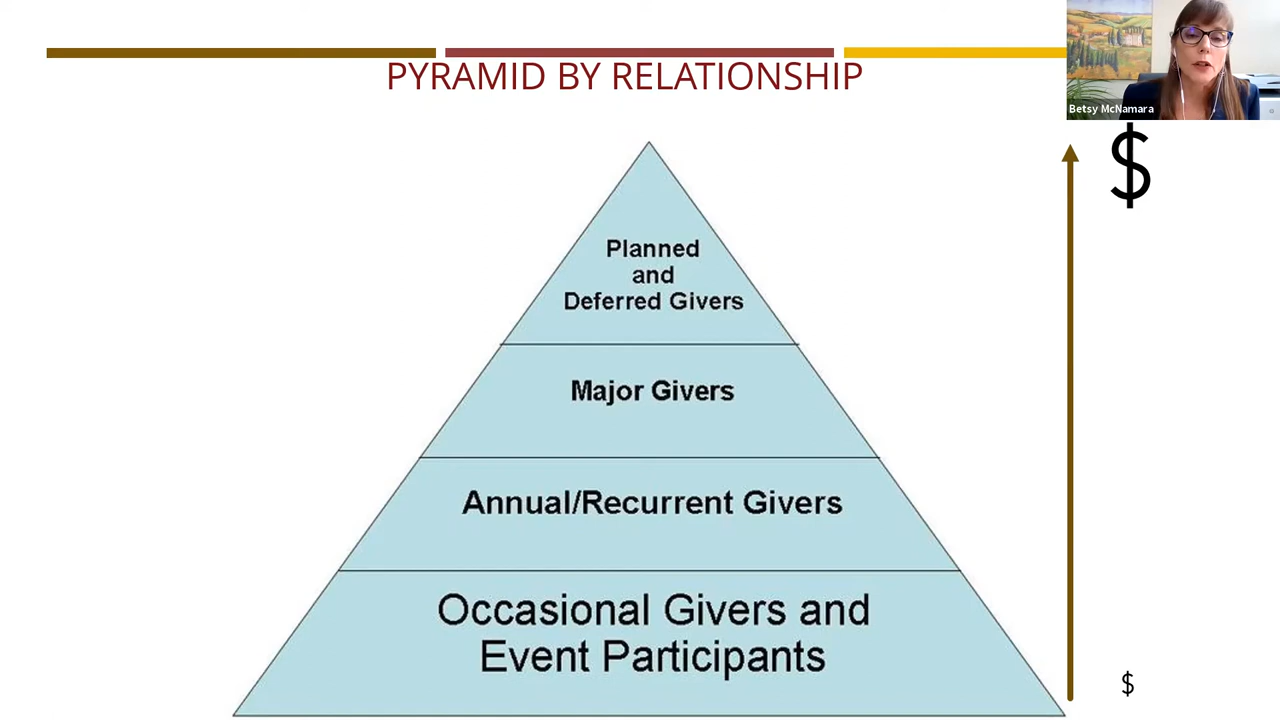 PYRAMID BY RELATIONSHIP
Betsy McNamara
$
Planned
and
Deferred Givers
Major Givers
Annual/Recurrent Givers
Occasional Givers and
Event Participants
$